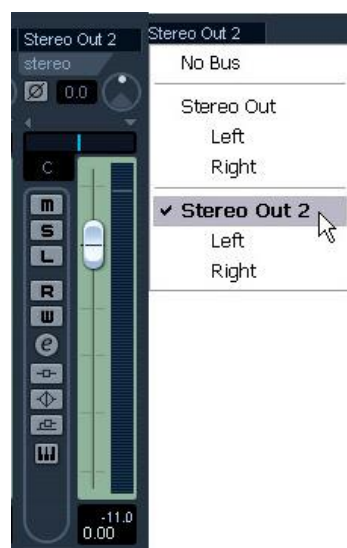 Stereo Out 2
stereo
Ø 0.0
C
m
S
L
R
W
e
-11.0
0.00
Stereo Out 2
No Bus
Stereo Out
Left
Right
✓ Stereo Out 2
Left
Right